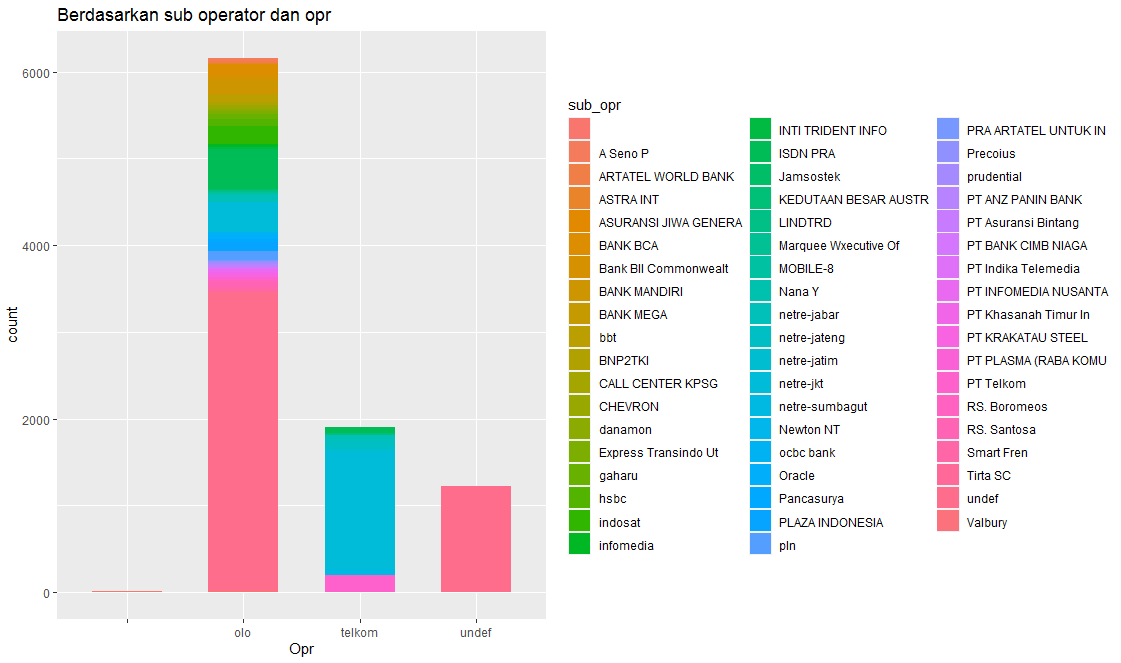 Berdasarkan sub operator dan opr
6000
4000
2000
0
count
olo
telkom
undef
Opr
sub_opr
A Seno P
ARTATEL WORLD BANK
ASTRA INT
ASURANSI JIWA GENERA
BANK BCA
Bank BII Commonwealt
BANK MANDIRI
BANK MEGA
bbt
BNP2TKI
CALL CENTER KPSG
CHEVRON
danamon
Express Transindo Ut
gaharu
hsbc
indosat
infomedia
INTI TRIDENT INFO
ISDN PRA
Jamsostek
KEDUTAAN BESAR AUSTR
LINDTRD
Marquee Wxecutive Of
MOBILE-8
Nana Y
netre-jabar
netre-jateng
netre-jatim
netre-jkt
netre-sumbagut
Newton NT
ocbc bank
Oracle
Pancasurya
PLAZA INDONESIA
pln
PRA ARTATEL UNTUK IN
Precoius
prudential
PT ANZ PANIN BANK
PT Asuransi Bintang
PT BANK CIMB NIAGA
PT Indika Telemedia
PT INFOMEDIA NUSANTA
PT Khasanah Timur In
PT KRAKATAU STEEL
PT PLASMA (RABA KOMU
PT Telkom
RS. Boromeos
RS. Santosa
Smart Fren
Tirta SC
undef
Valbury